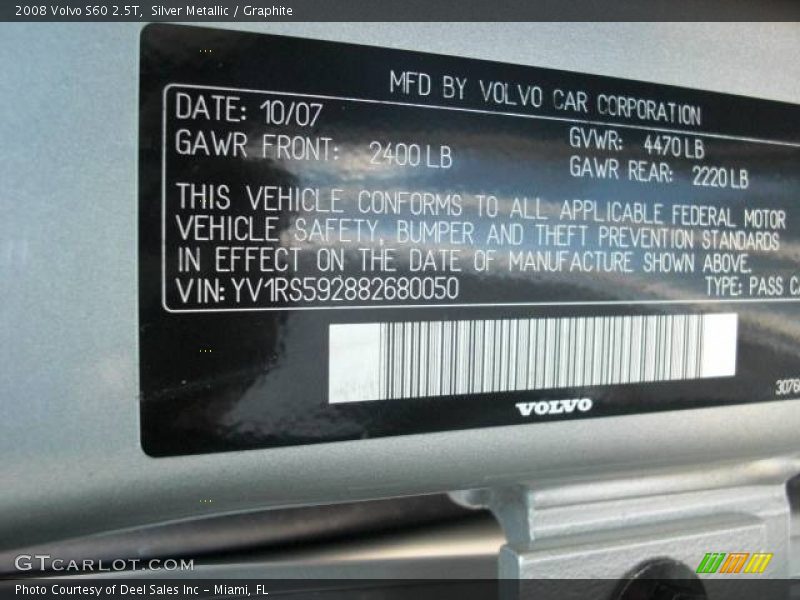 2008 Volvo S60 2.5T, Silver Metallic / Graphite
MFD BY VOLVO CAR CORPORATION
DATE: 10/07
GVWR: 4470 LB
GAWR FRONT: 2400 LB
GAWR REAR: 2220 LB
THIS VEHICLE CONFORMS TO ALL APPLICABLE FEDERAL MOTOR
VEHICLE SAFETY, BUMPER AND THEFT PREVENTION STANDARDS
IN EFFECT ON THE DATE OF MANUFACTURE SHOWN ABOVE.
VIN: YV1RS592882680050
TYPE: PASS CA
3076
VOLVO
GTCARLOT.COM
Photo Courtesy of Deel Sales Inc - Miami, FL